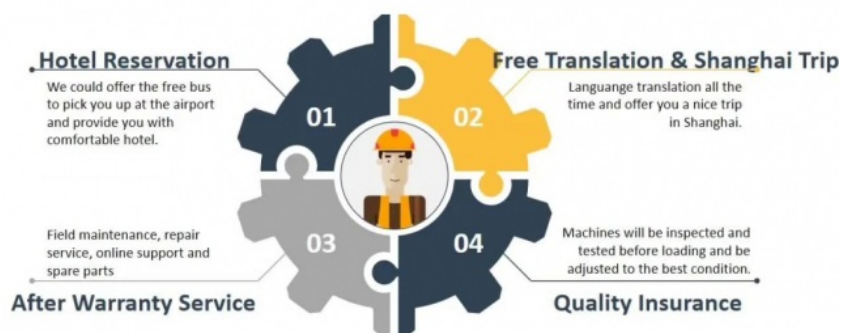 Hotel Reservation
We could offer the free bus
to pick you up at the airport
and provide you with
comfortable hotel.
01
Free Translation & Shanghai Trip
Languange translation all the
time and offer you a nice trip
in Shanghai.
02
Field maintenance, repair
service, online support and
spare parts
After Warranty Service
03
Machines will be inspected and
tested before loading and be
adjusted to the best condition.
Quality Insurance
04